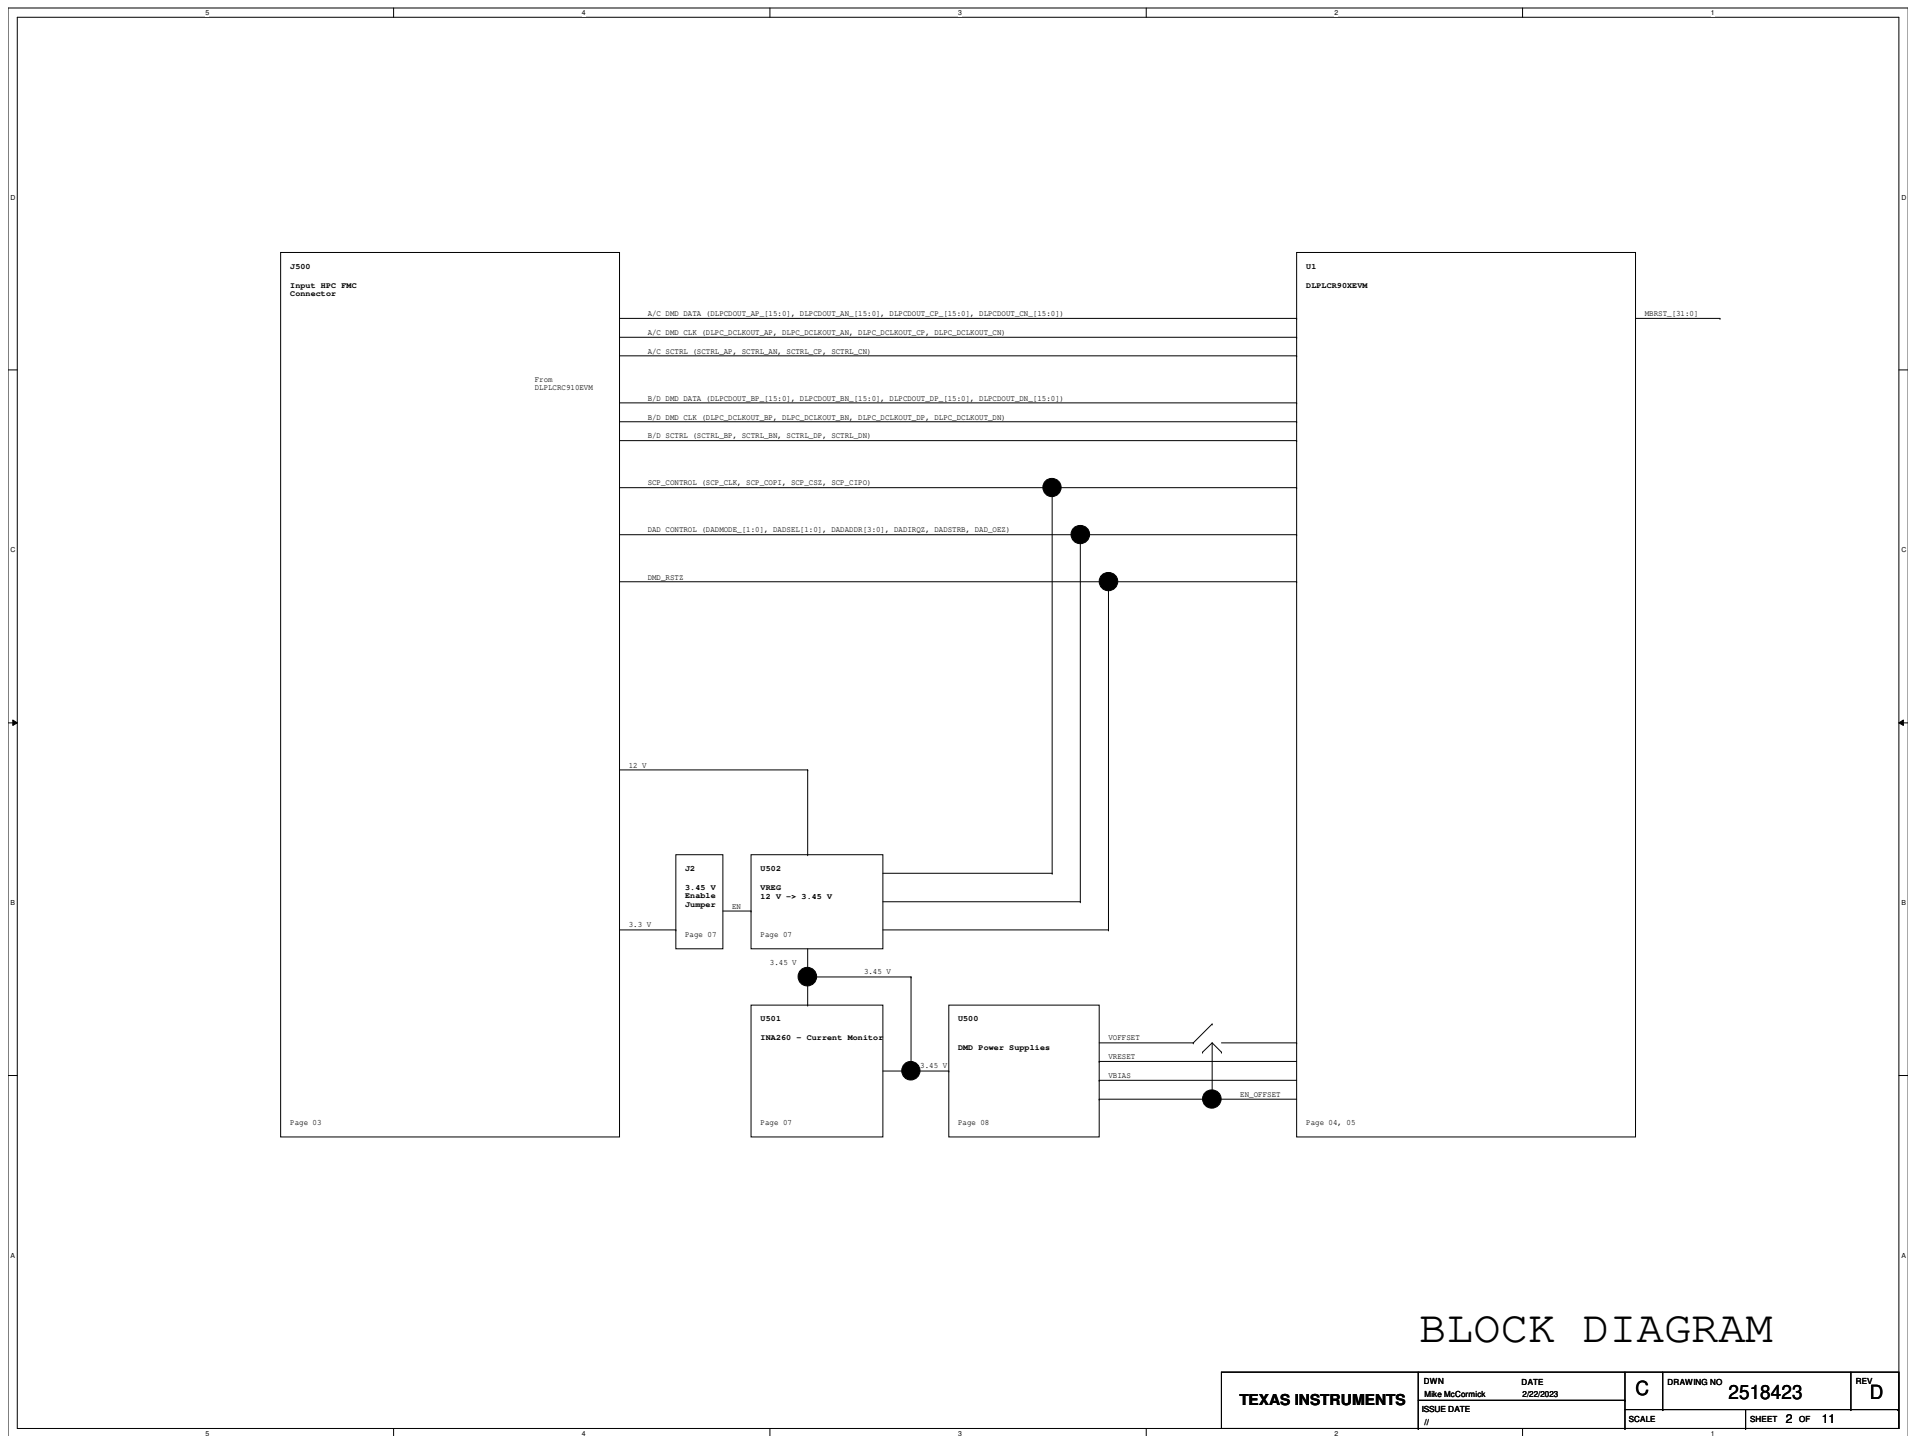 5 4 3 2 1
D D
J500
Input HPC FMC
Connector
U1
DLPLCR90XEVM
A/C DMD DATA (DLPCDOUT_AP_[15:0], DLPCDOUT_AN_[15:0], DLPCDOUT_CP_[15:0], DLPCDOUT_CN_[15:0])
MBRST_[31:0]
A/C DMD CLK (DLPC_DCLKOUT_AP, DLPC_DCLKOUT_AN, DLPC_DCLKOUT_CP, DLPC_DCLKOUT_CN)
A/C SCTRL (SCTRL_AP, SCTRL_AN, SCTRL_CP, SCTRL_CN)
From
DLPLCRC910EVM
B/D DMD DATA (DLPCDOUT_BP_[15:0], DLPCDOUT_BN_[15:0], DLPCDOUT_DP_[15:0], DLPCDOUT_DN_[15:0])
B/D DMD CLK (DLPC_DCLKOUT_BP, DLPC_DCLKOUT_BN, DLPC_DCLKOUT_DP, DLPC_DCLKOUT_DN)
B/D SCTRL (SCTRL_BP, SCTRL_BN, SCTRL_DP, SCTRL_DN)
SCP_CONTROL (SCP_CLK, SCP_COPI, SCP_CSZ, SCP_CIPO)
DAD CONTROL (DADMODE_[1:0], DADSEL[1:0], DADADDR[3:0], DADIRQZ, DADSTRB, DAD_OEZ)
C C
DMD_RSTZ
12 V
J2
3.45 V
Enable
Jumper
Page 07
EN
U502
VREG
12 V -> 3.45 V
Page 07
B B
3.3 V
3.45 V
3.45 V
U501
INA260 - Current Monitor
Page 07
3.45 V
U500
DMD Power Supplies
Page 08
VOFFSET
VRESET
VBIAS
EN_OFFSET
Page 03
Page 04, 05
A A
BLOCK DIAGRAM
TEXAS INSTRUMENTS
DWN DATE
Mike McCormick 2/22/2023
ISSUE DATE
//
C
DRAWING NO 2518423
REV D
SCALE
SHEET 2 OF 11
5 4 3 2 1